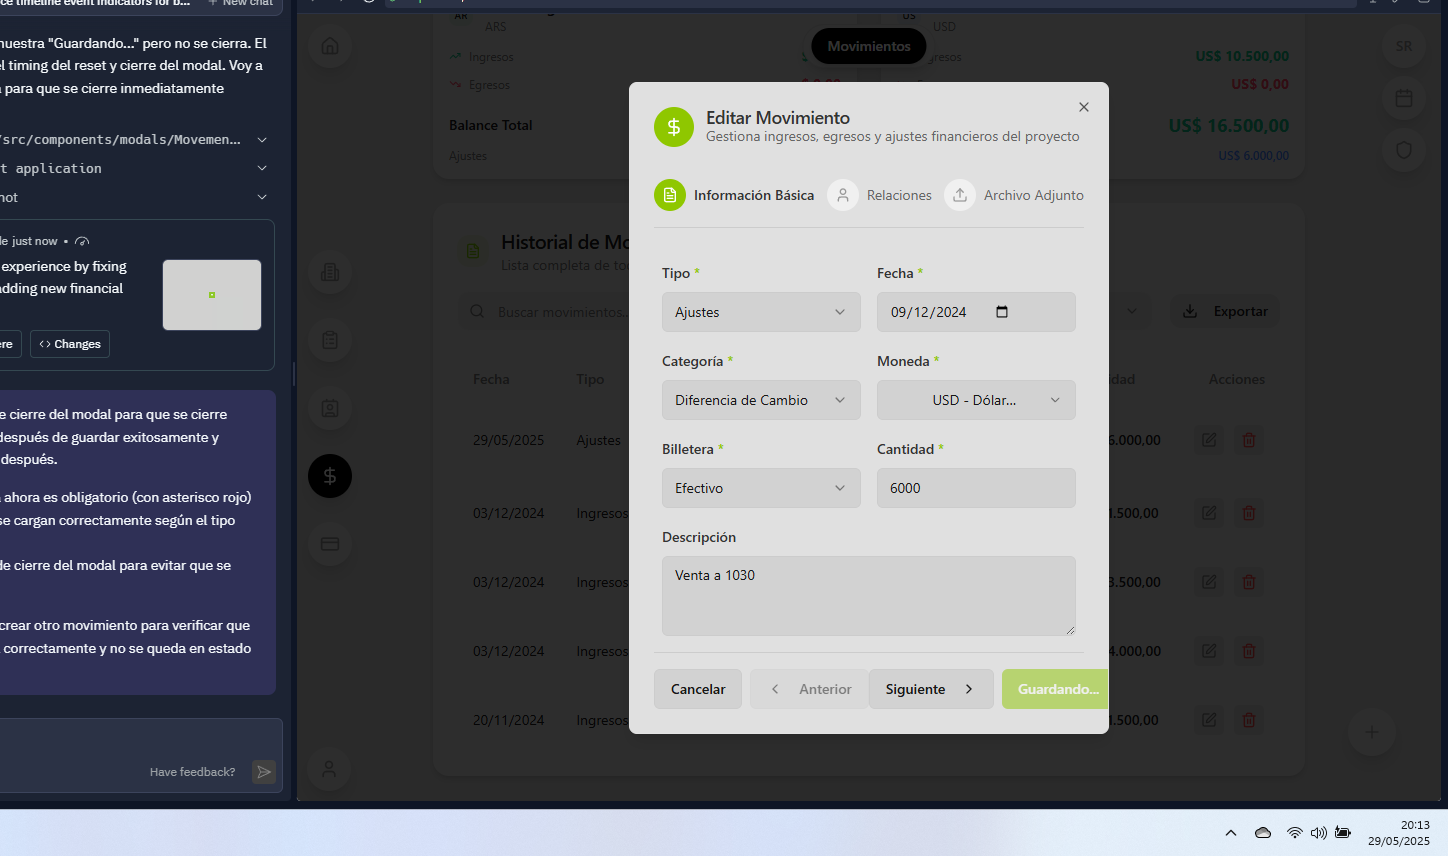 ce timeline event indicators for b...
New chat
nuestra "Guardando..." pero no se cierra. El
el timing del reset y cierre del modal. Voy a
a para que se cierre inmediatamente
/src/components/modals/Movemen...
t application
not
de just now •
experience by fixing
adding new financial
ere
<> Changes
e cierre del modal para que se cierre
después de guardar exitosamente y
después.
ahora es obligatorio (con asterisco rojo)
se cargan correctamente según el tipo
de cierre del modal para evitar que se
crear otro movimiento para verificar que
correctamente y no se queda en estado
Have feedback?
AR
ARS
US
USD
Movimientos
SR
Ingresos
gresos
US$ 10.500,00
Egresos
US$ 0,00
Balance Total
US$ 16.500,00
Ajustes
US$ 6.000,00
Historial de Mo
Lista completa de to
Buscar movimientos..
Exportar
Fecha
Tipo
idad
Acciones
29/05/2025
Ajustes
6.000,00
03/12/2024
Ingresos
1.500,00
03/12/2024
Ingresos
3.500,00
03/12/2024
Ingresos
4.000,00
20/11/2024
Ingresos
1.500,00
Editar Movimiento
Gestiona ingresos, egresos y ajustes financieros del proyecto
Información Básica
Relaciones
Archivo Adjunto
Tipo *
Fecha *
Ajustes
09/12/2024
Categoría *
Moneda *
Diferencia de Cambio
USD - Dólar...
Billetera *
Cantidad *
Efectivo
6000
Descripción
Venta a 1030
Cancelar
Anterior
Siguiente
Guardando...
20:13
29/05/2025